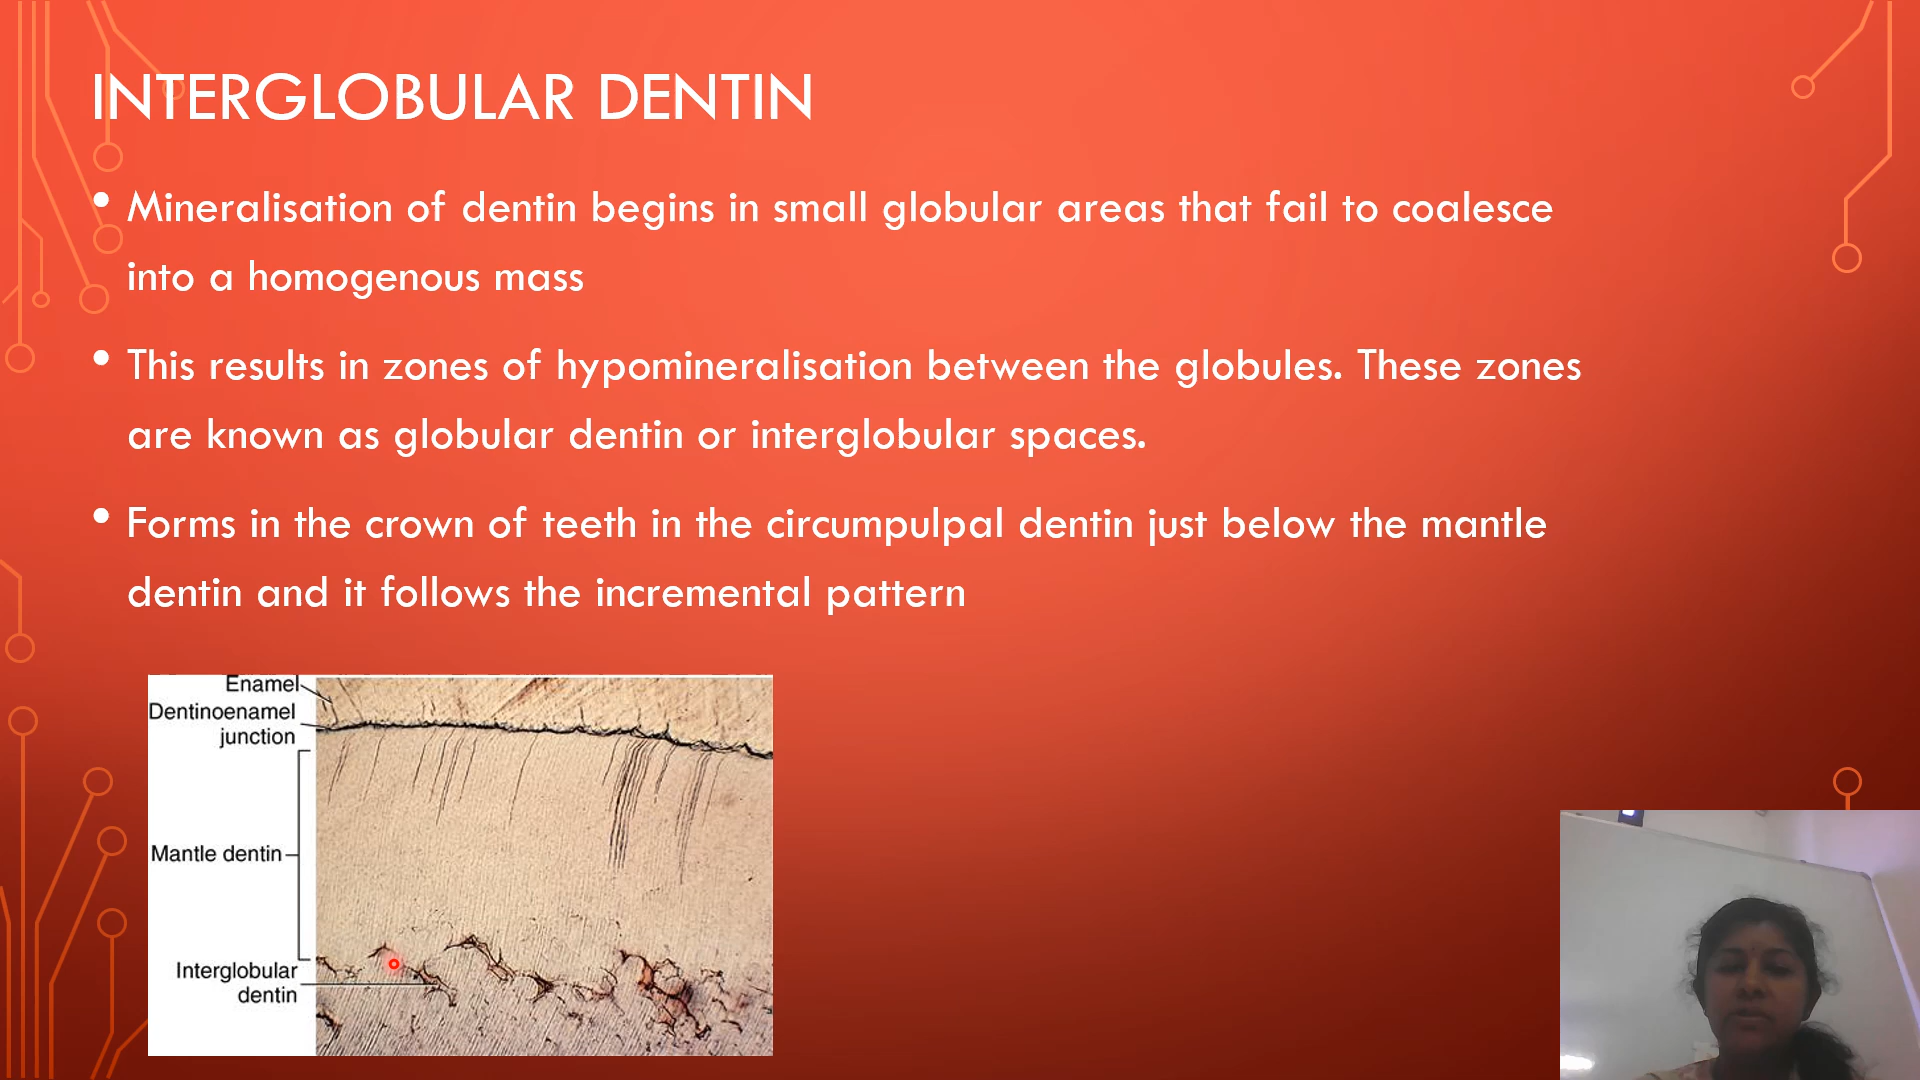 INTERGLOBULAR DENTIN
• Mineralisation of dentin begins in small globular areas that fail to coalesce
into a homogenous mass
• This results in zones of hypomineralisation between the globules. These zones
are known as globular dentin or interglobular spaces.
• Forms in the crown of teeth in the circumpulpal dentin just below the mantle
dentin and it follows the incremental pattern
Enamel
Dentinoenamel
junction
Mantle dentin
Interglobular
dentin